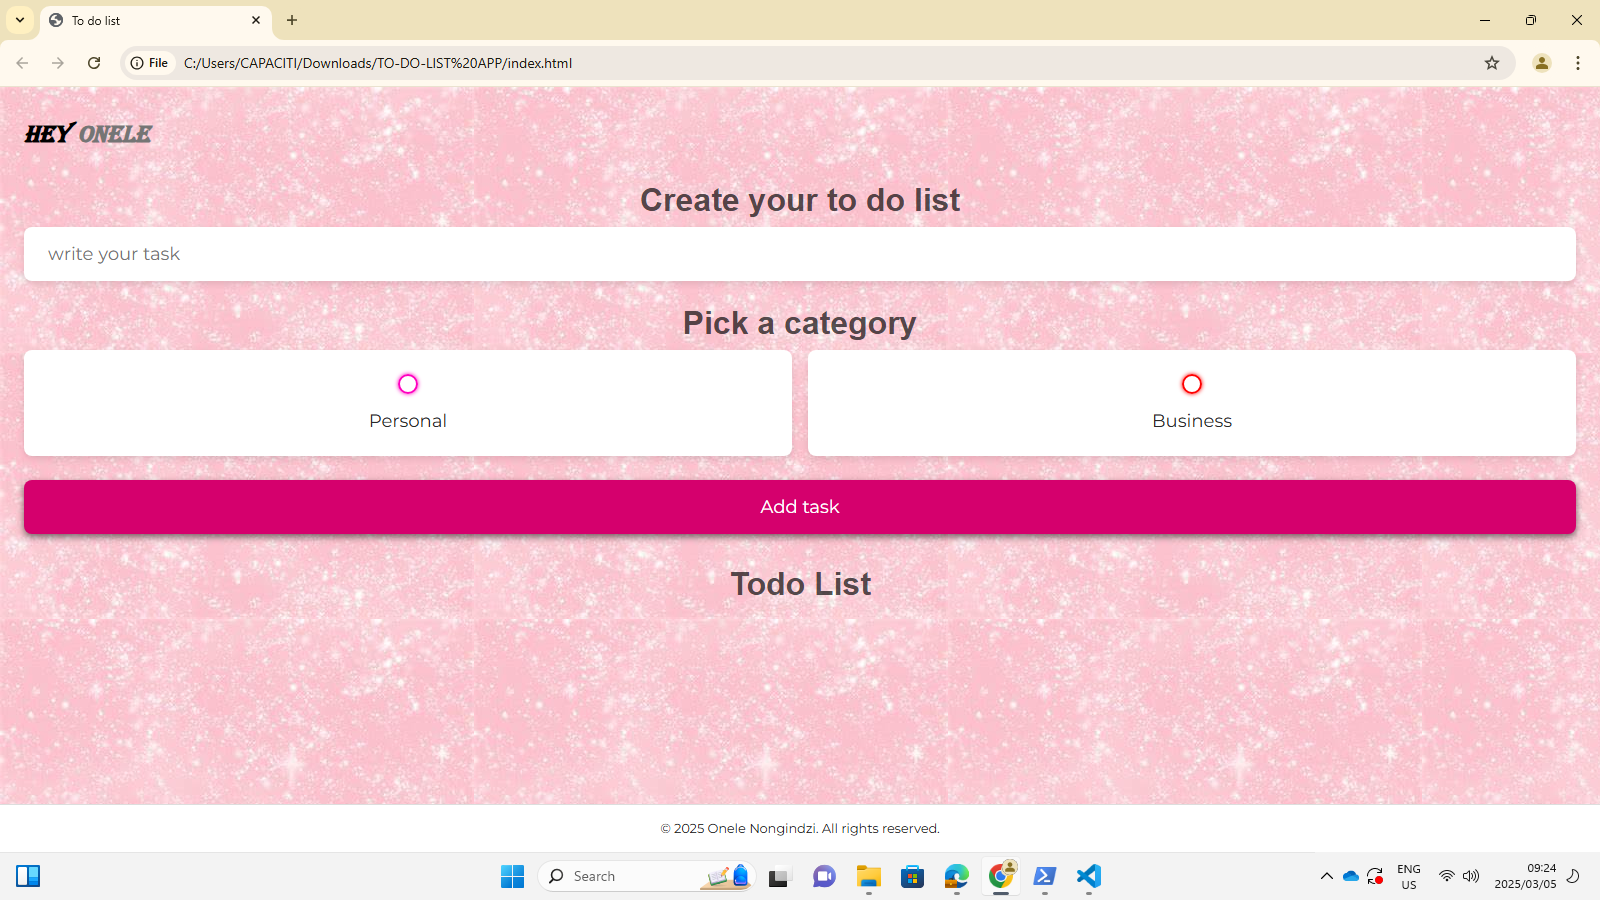 To do list
File
C:/Users/CAPACITI/Downloads/TO-DO-LIST%20APP/index.html
HEY ONELE
Create your to do list
write your task
Pick a category
Personal
Business
Add task
Todo List
© 2025 Onele Nongindzi. All rights reserved.
Search
ENG
US
09:24
2025/03/05